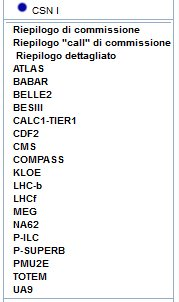 CSN I
Riepilogo di commissione
Riepilogo "call" di commissione
Riepilogo dettagliato
ATLAS
BABAR
BELLE2
BESIII
CALC1-TIER1
CDF2
CMS
COMPASS
KLOE
LHC-b
LHCf
MEG
NA62
P-ILC
P-SUPERB
PMU2E
TOTEM
UA9